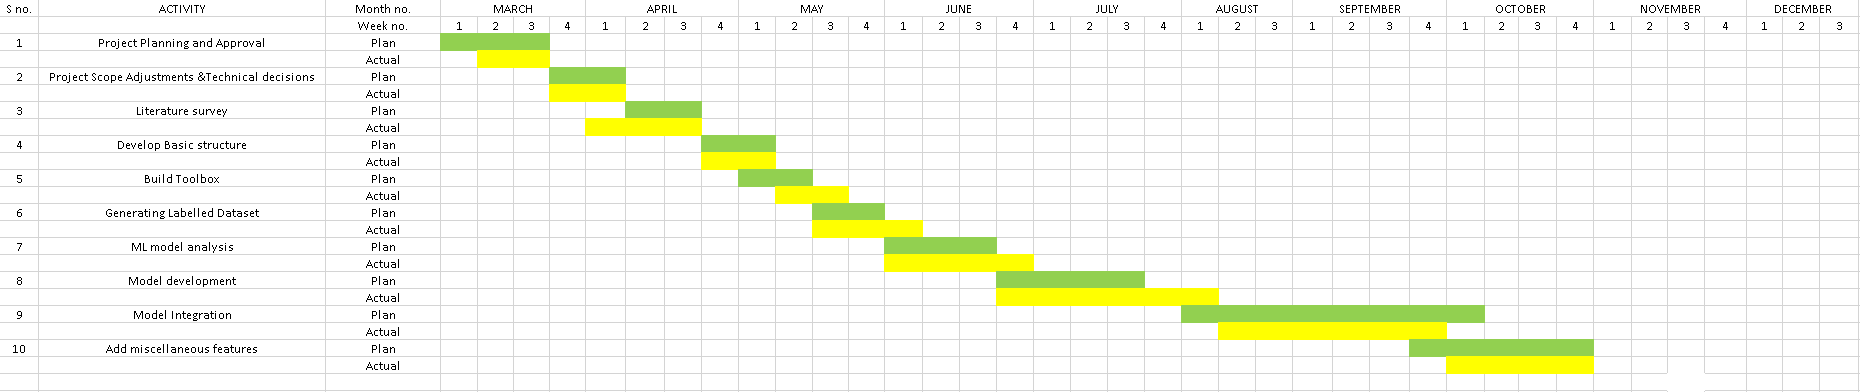 S no. ACTIVITY Month no. MARCH APRIL MAY JUNE JULY AUGUST SEPTEMBER OCTOBER NOVEMBER DECEMBER
Week no. 1 2 3 4 1 2 3 4 1 2 3 4 1 2 3 4 1 2 3 4 1 2 3 1 2 3 4 1 2 3 4 1 2 3 4 1 2 3
1 Project Planning and Approval Plan
Actual
2 Project Scope Adjustments &Technical decisions Plan
Actual
3 Literature survey Plan
Actual
4 Develop Basic structure Plan
Actual
5 Build Toolbox Plan
Actual
6 Generating Labelled Dataset Plan
Actual
7 ML model analysis Plan
Actual
8 Model development Plan
Actual
9 Model Integration Plan
Actual
10 Add miscellaneous features Plan
Actual